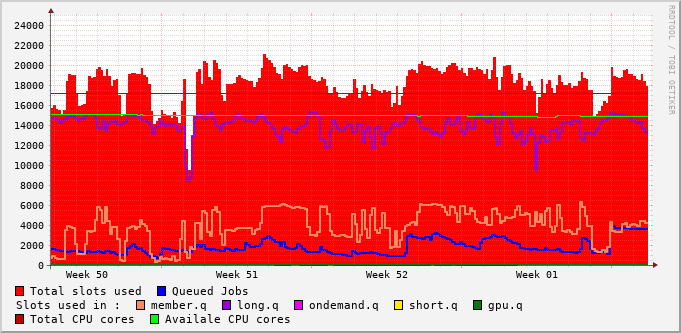 RRDTOOL / TOBI OETIKER
24000
22000
20000
18000
16000
14000
12000
10000
8000
6000
4000
2000
0
Week 50 Week 51 Week 52 Week 01
Total slots used Queued Jobs
Slots used in : member.q long.q ondemand.q short.q gpu.q
Total CPU cores Availale CPU cores